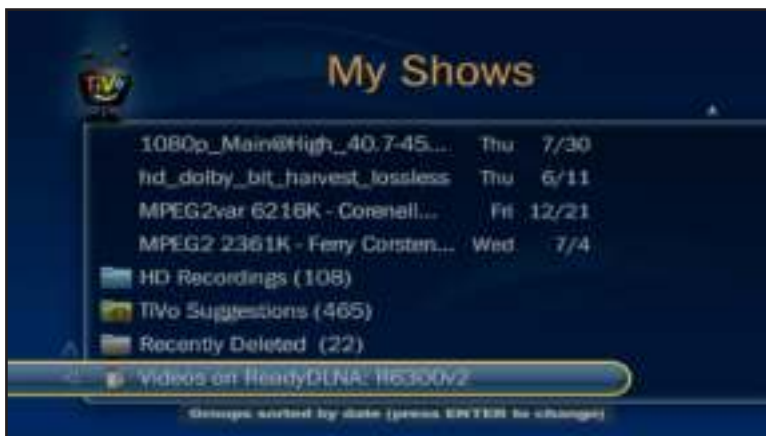 TiVo
My Shows
1080p_Main@High_40.7-45... Thu 7/30
hd_dolby_bit_harvest_lossless Thu 6/11
MPEG2var 6216K - Corenell... Fri 12/21
MPEG2 2361K - Ferry Corsten... Wed 7/4
HD Recordings (108)
TiVo Suggestions (465)
Recently Deleted (22)
Videos on ReadyDLNA: R6300v2
Groups sorted by date (press ENTER to change)